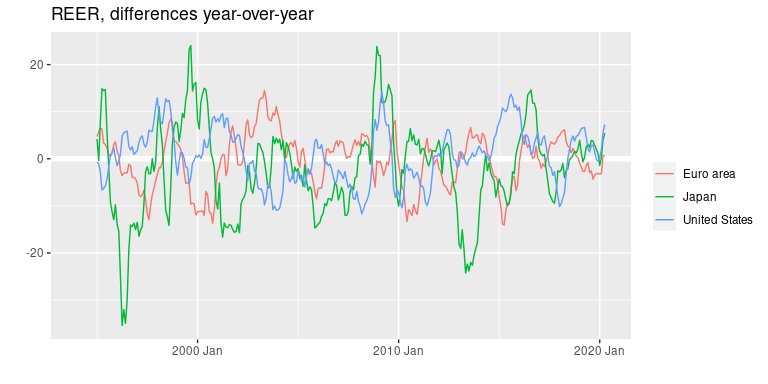 REER, differences year-over-year
20
0
-20
2000 Jan
2010 Jan
2020 Jan
Euro area
Japan
United States